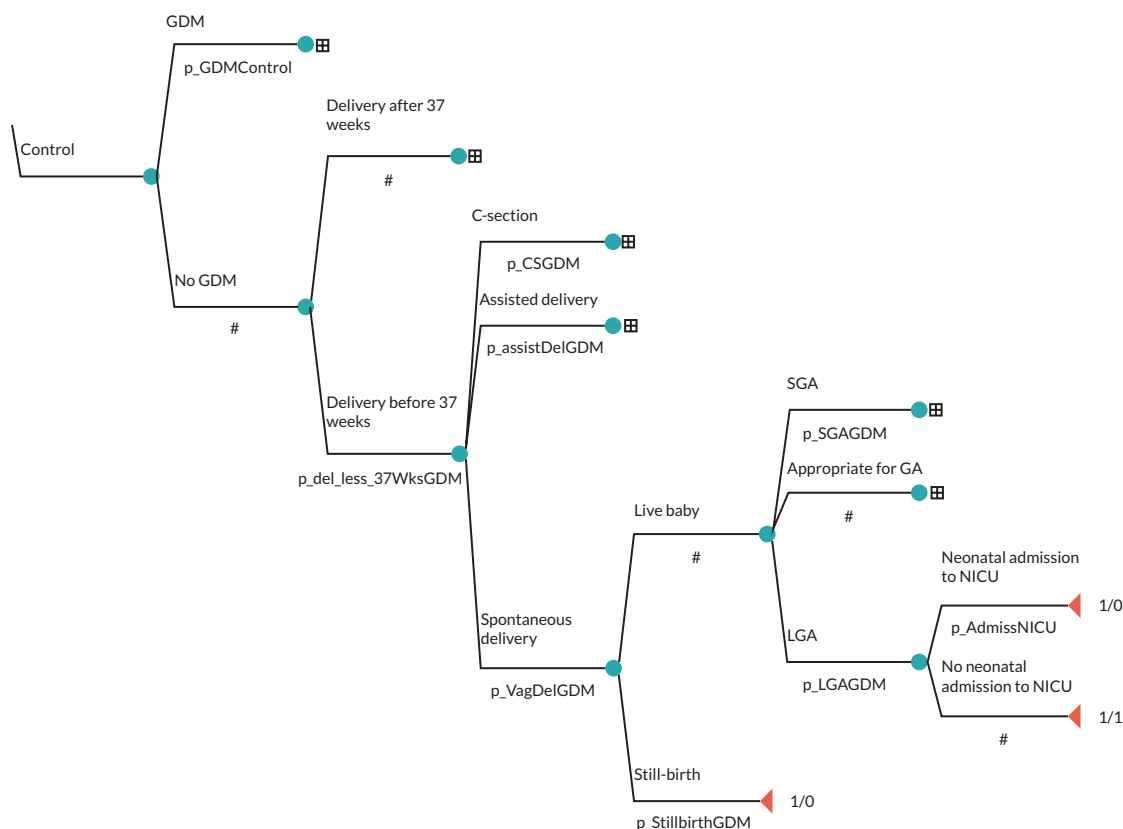 GDM
p_GDMControl
Delivery after 37
weeks
Control
#
C-section
p_CSGDM
No GDM
#
Assisted delivery
p_assistDelGDM
SGA
p_SGAGDM
Delivery before 37
weeks
p_del_less_37WksGDM
Appropriate for GA
#
Live baby
#
Neonatal admission
to NICU
1/0
p_AdmissNICU
Spontaneous
delivery
p_VagDelGDM
LGA
p_LGAGDM
No neonatal
admission to NICU
1/1
#
Still-birth
1/0
p_StillbirthGDM